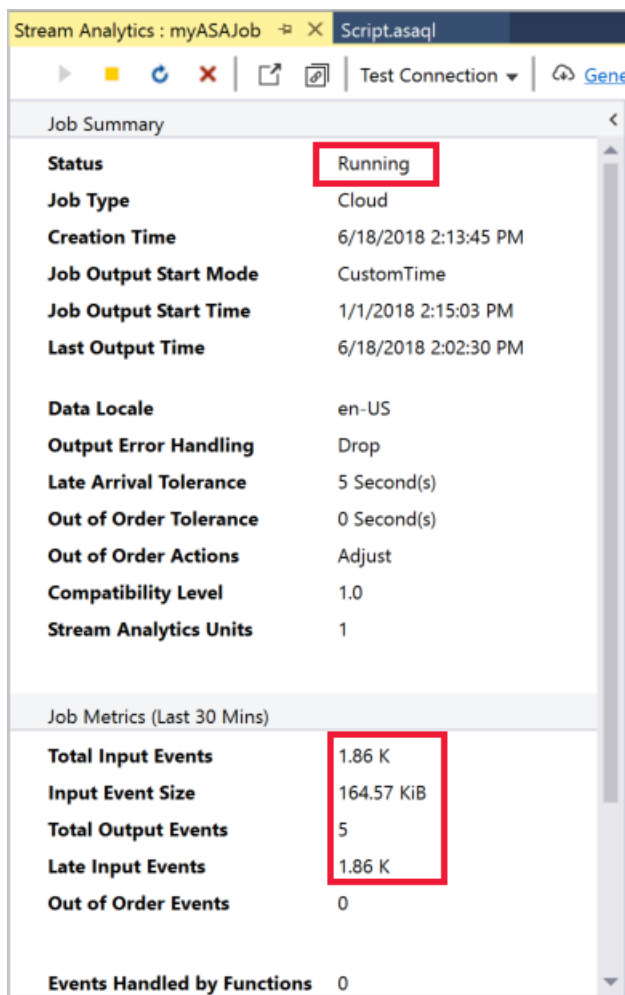 Stream Analytics : myASAJob Script.asaql
Test Connection Gene
Job Summary
Status Running
Job Type Cloud
Creation Time 6/18/2018 2:13:45 PM
Job Output Start Mode CustomTime
Job Output Start Time 1/1/2018 2:15:03 PM
Last Output Time 6/18/2018 2:02:30 PM
Data Locale en-US
Output Error Handling Drop
Late Arrival Tolerance 5 Second(s)
Out of Order Tolerance 0 Second(s)
Out of Order Actions Adjust
Compatibility Level 1.0
Stream Analytics Units 1
Job Metrics (Last 30 Mins)
Total Input Events 1.86 K
Input Event Size 164.57 KiB
Total Output Events 5
Late Input Events 1.86 K
Out of Order Events 0
Events Handled by Functions 0